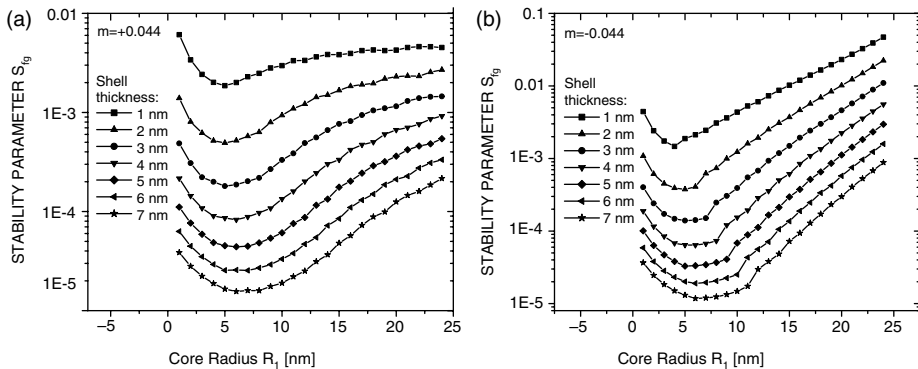 (a)
m=+0.044
Shell
thickness:
1 nm
2 nm
3 nm
4 nm
5 nm
6 nm
7 nm
STABILITY PARAMETER S_fg
0.01
1E-3
1E-4
1E-5
−5 0 5 10 15 20 25
Core Radius R_1 [nm]
(b)
m=-0.044
Shell
thickness:
1 nm
2 nm
3 nm
4 nm
5 nm
6 nm
7 nm
STABILITY PARAMETER S_fg
0.1
0.01
1E-3
1E-4
1E-5
−5 0 5 10 15 20 25
Core Radius R_1 [nm]